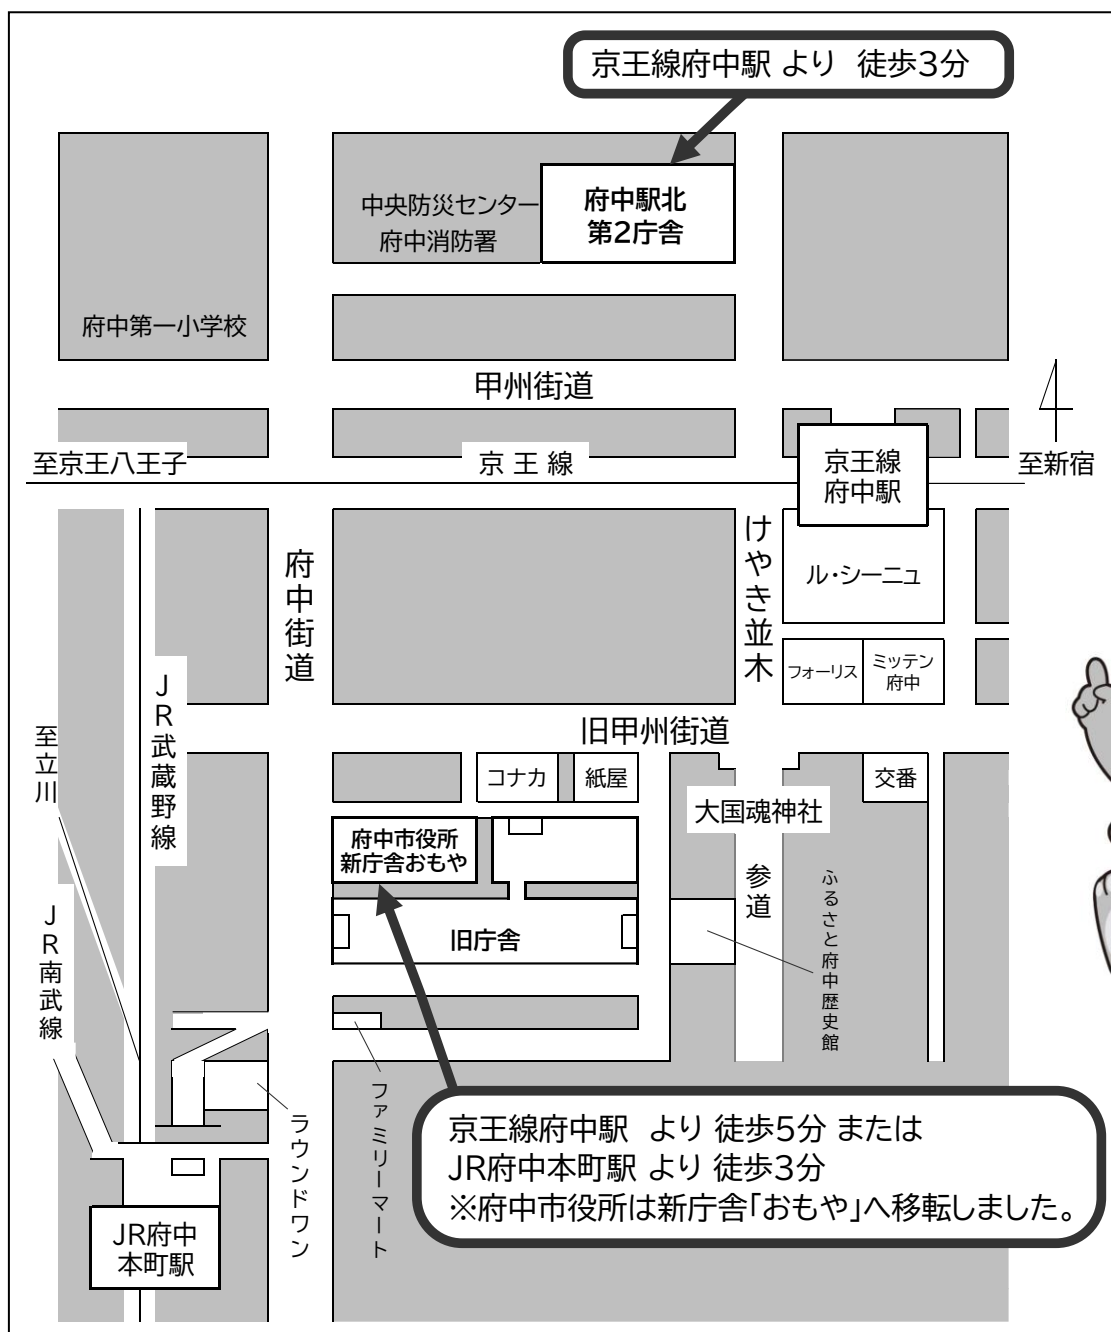 京王線府中駅 より 徒歩3分
中央防災センター
府中消防署
府中駅北
第2庁舎
府中第一小学校
甲州街道
至京王八王子
京王線
京王線
府中駅
至新宿
府中街道
けやき並木
ル・シーニュ
フォーリス
ミッテン
府中
JR武蔵野線
至立川
旧甲州街道
コナカ
紙屋
大国魂神社
交番
府中市役所
新庁舎おもや
参道
ふるさと府中歴史館
旧庁舎
JR南武線
ファミリーマート
ラウンドワン
京王線府中駅 より 徒歩5分 または
JR府中本町駅 より 徒歩3分
※府中市役所は新庁舎「おもや」へ移転しました。
JR府中
本町駅